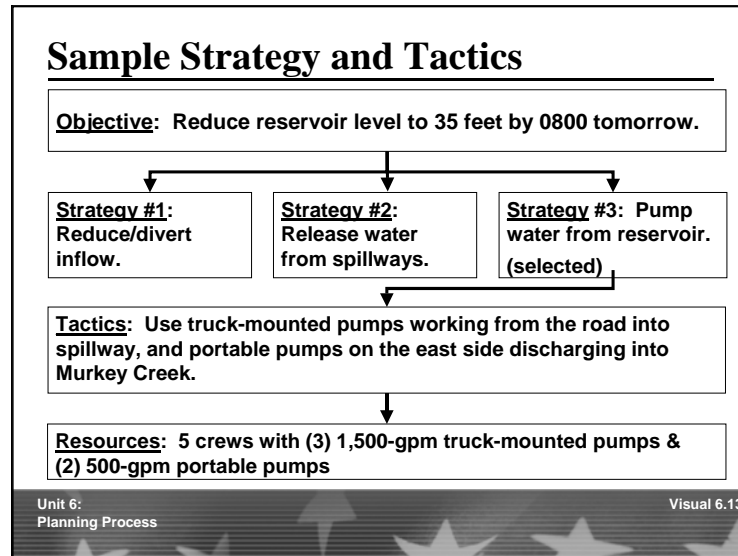 Sample Strategy and Tactics
Objective: Reduce reservoir level to 35 feet by 0800 tomorrow.
Strategy #1:
Reduce/divert
inflow.
Strategy #2:
Release water
from spillways.
Strategy #3: Pump
water from reservoir.
(selected)
Tactics: Use truck-mounted pumps working from the road into
spillway, and portable pumps on the east side discharging into
Murkey Creek.
Resources: 5 crews with (3) 1,500-gpm truck-mounted pumps &
(2) 500-gpm portable pumps
Unit 6:
Planning Process
Visual 6.13